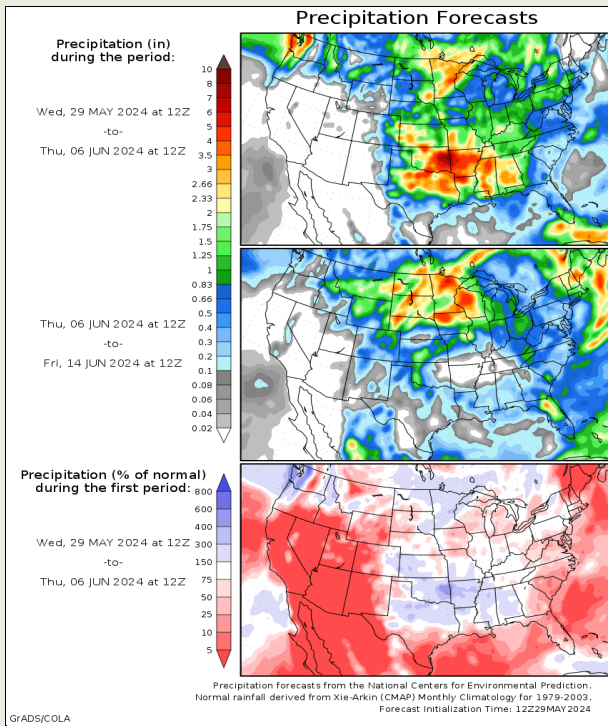 Precipitation Forecasts
Precipitation (in)
during the period:
Wed, 29 MAY 2024 at 12Z
-to-
Thu, 06 JUN 2024 at 12Z
10
8
7
6
5
4
3.5
3
2.66
2.33
2
1.75
1.5
1.25
1
0.83
0.66
0.5
0.4
0.3
0.2
0.1
0.08
0.06
0.04
0.02
Thu, 06 JUN 2024 at 12Z
-to-
Fri, 14 JUN 2024 at 12Z
Precipitation (% of normal)
during the first period:
Wed, 29 MAY 2024 at 12Z
-to-
Thu, 06 JUN 2024 at 12Z
800
600
400
300
150
75
50
25
10
5
Precipitation forecasts from the National Centers for Environmental Prediction.
Normal rainfall derived from Xie-Arkin (CMAP) Monthly Climatology for 1979-2003.
Forecast Initialization Time: 12Z29MAY2024
GrADS/COLA